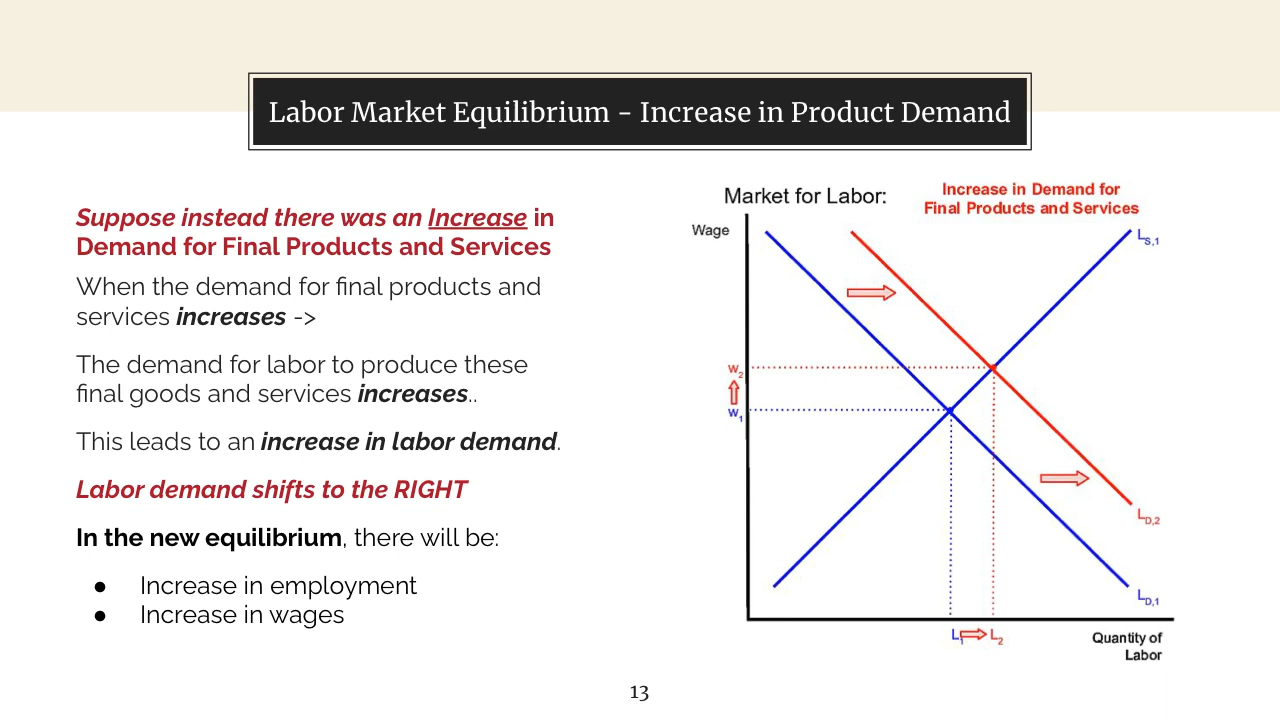 Labor Market Equilibrium - Increase in Product Demand
Suppose instead there was an Increase in
Demand for Final Products and Services
When the demand for final products and
services increases ->
The demand for labor to produce these
final goods and services increases..
This leads to an increase in labor demand.
Labor demand shifts to the RIGHT
In the new equilibrium, there will be:
● Increase in employment
● Increase in wages
Market for Labor:
Increase in Demand for
Final Products and Services
Wage
LS,1
W2
W1
LD,2
LD,1
L1
L2
Quantity of
Labor
13